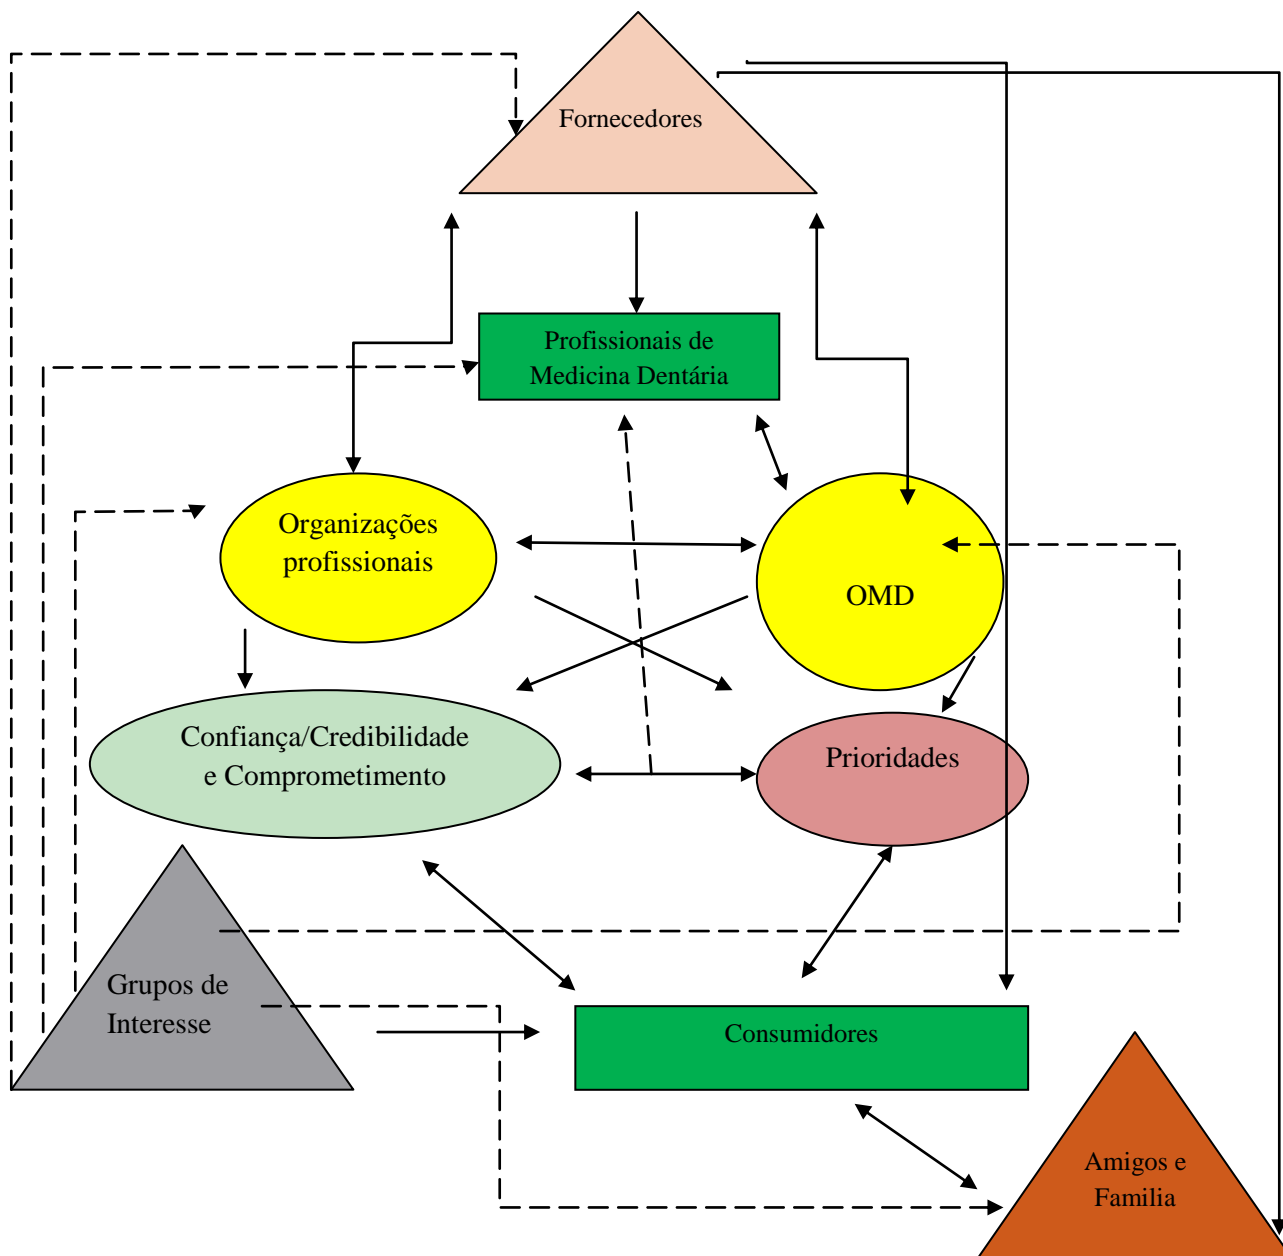 Fornecedores
Profissionais de
Medicina Dentária
Organizações
profissionais
OMD
Confiança/Credibilidade
e Comprometimento
Prioridades
Grupos de
Interesse
Consumidores
Amigos e
Familia